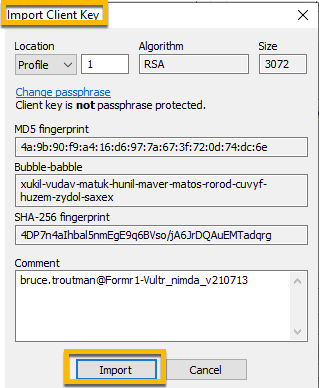 Import Client Key
Location Algorithm Size
Profile 1 RSA 3072
Change passphrase
Client key is not passphrase protected.
MD5 fingerprint
4a:9b:90:f9:a4:16:d6:97:7a:67:3f:72:0d:74:dc:6e
Bubble-babble
xukil-vudav-matuk-hunil-maver-matos-rorod-cuvyf-
huzem-zydol-saxex
SHA-256 fingerprint
4DP7n4aIhbal5nmEgE9q6BVso/jA6JrDQAuEMTadqrg
Comment
bruce.troutman@Formr1-Vultr_nimda_v210713
Import Cancel